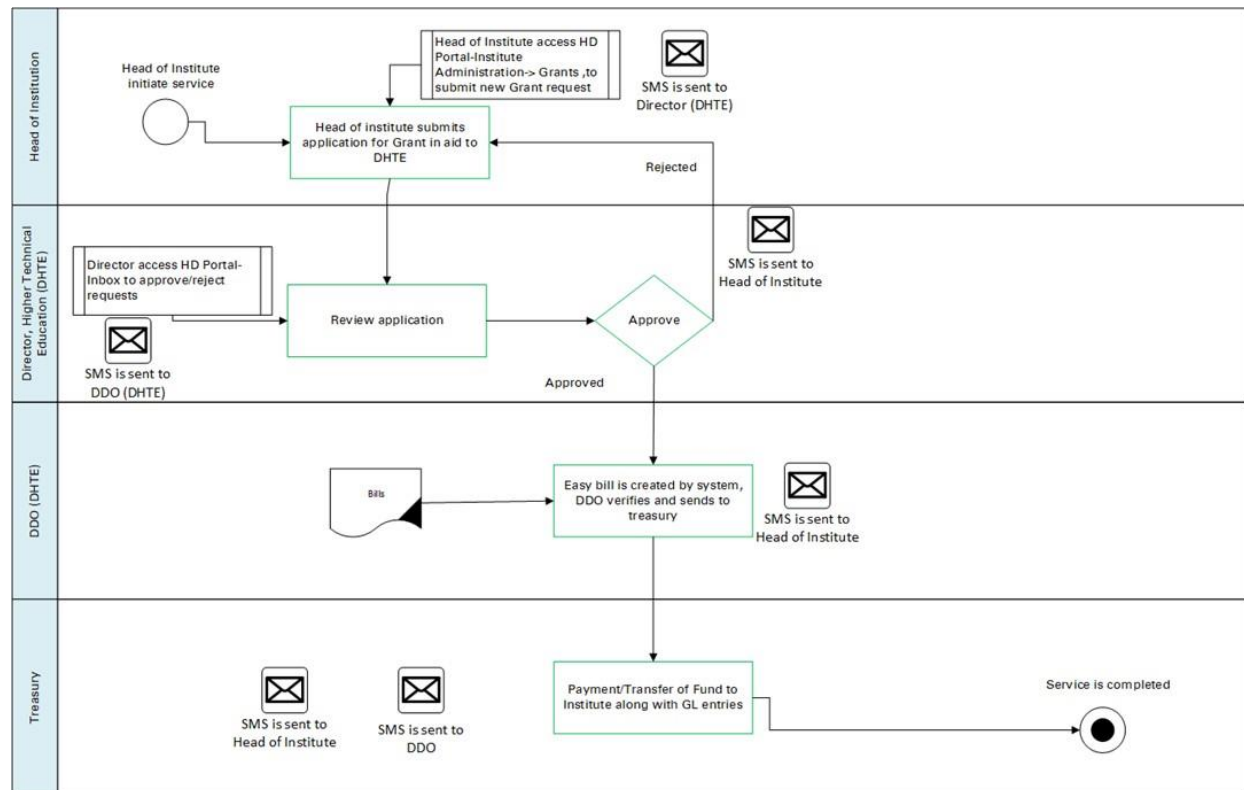 Head of Institution
Head of Institute
initiate service
Head of Institute access HD
Portal-Institute
Administration-> Grants ,to
submit new Grant request
SMS is sent to
Director (DHTE)
Head of institute submits
application for Grant in aid to
DHTE
Rejected
Director, Higher Technical
Education (DHTE)
Director access HD Portal-
Inbox to approve/reject
requests
SMS is sent to
DDO (DHTE)
Review application
Approve
SMS is sent to
Head of Institute
Approved
DDO (DHTE)
Bills
Easy bill is created by system,
DDO verifies and sends to
treasury
SMS is sent to
Head of Institute
Treasury
SMS is sent to
Head of Institute
SMS is sent to
DDO
Payment/Transfer of Fund to
Institute along with GL entries
Service is completed